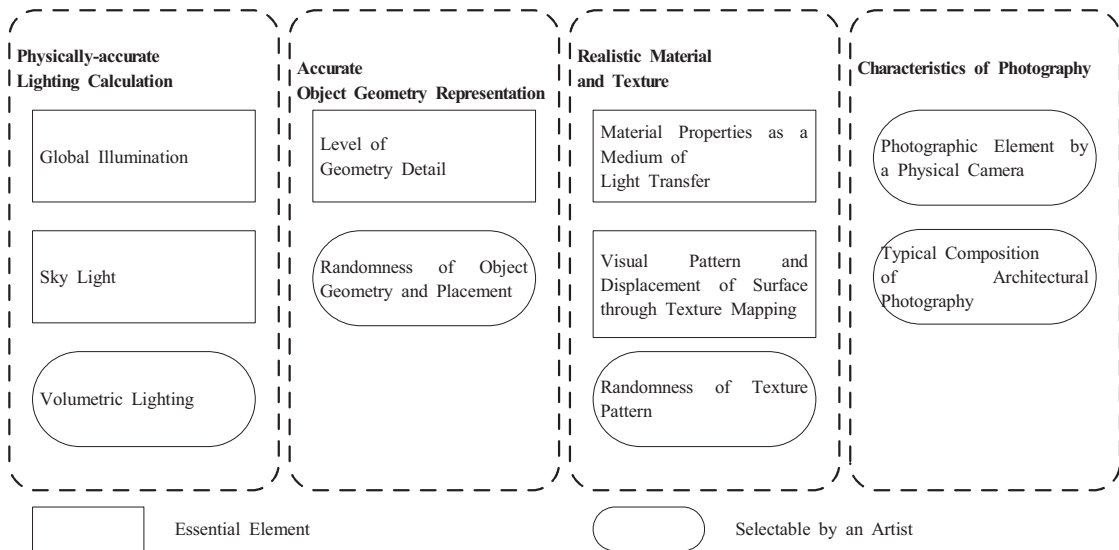 Physically-accurate
Lighting Calculation
Global Illumination
Sky Light
Volumetric Lighting
Accurate
Object Geometry Representation
Level of
Geometry Detail
Randomness of Object
Geometry and Placement
Realistic Material
and Texture
Material Properties as a
Medium of
Light Transfer
Visual Pattern and
Displacement of Surface
through Texture Mapping
Randomness of Texture
Pattern
Characteristics of Photography
Photographic Element by
a Physical Camera
Typical Composition
of Architectural
Photography
Essential Element
Selectable by an Artist